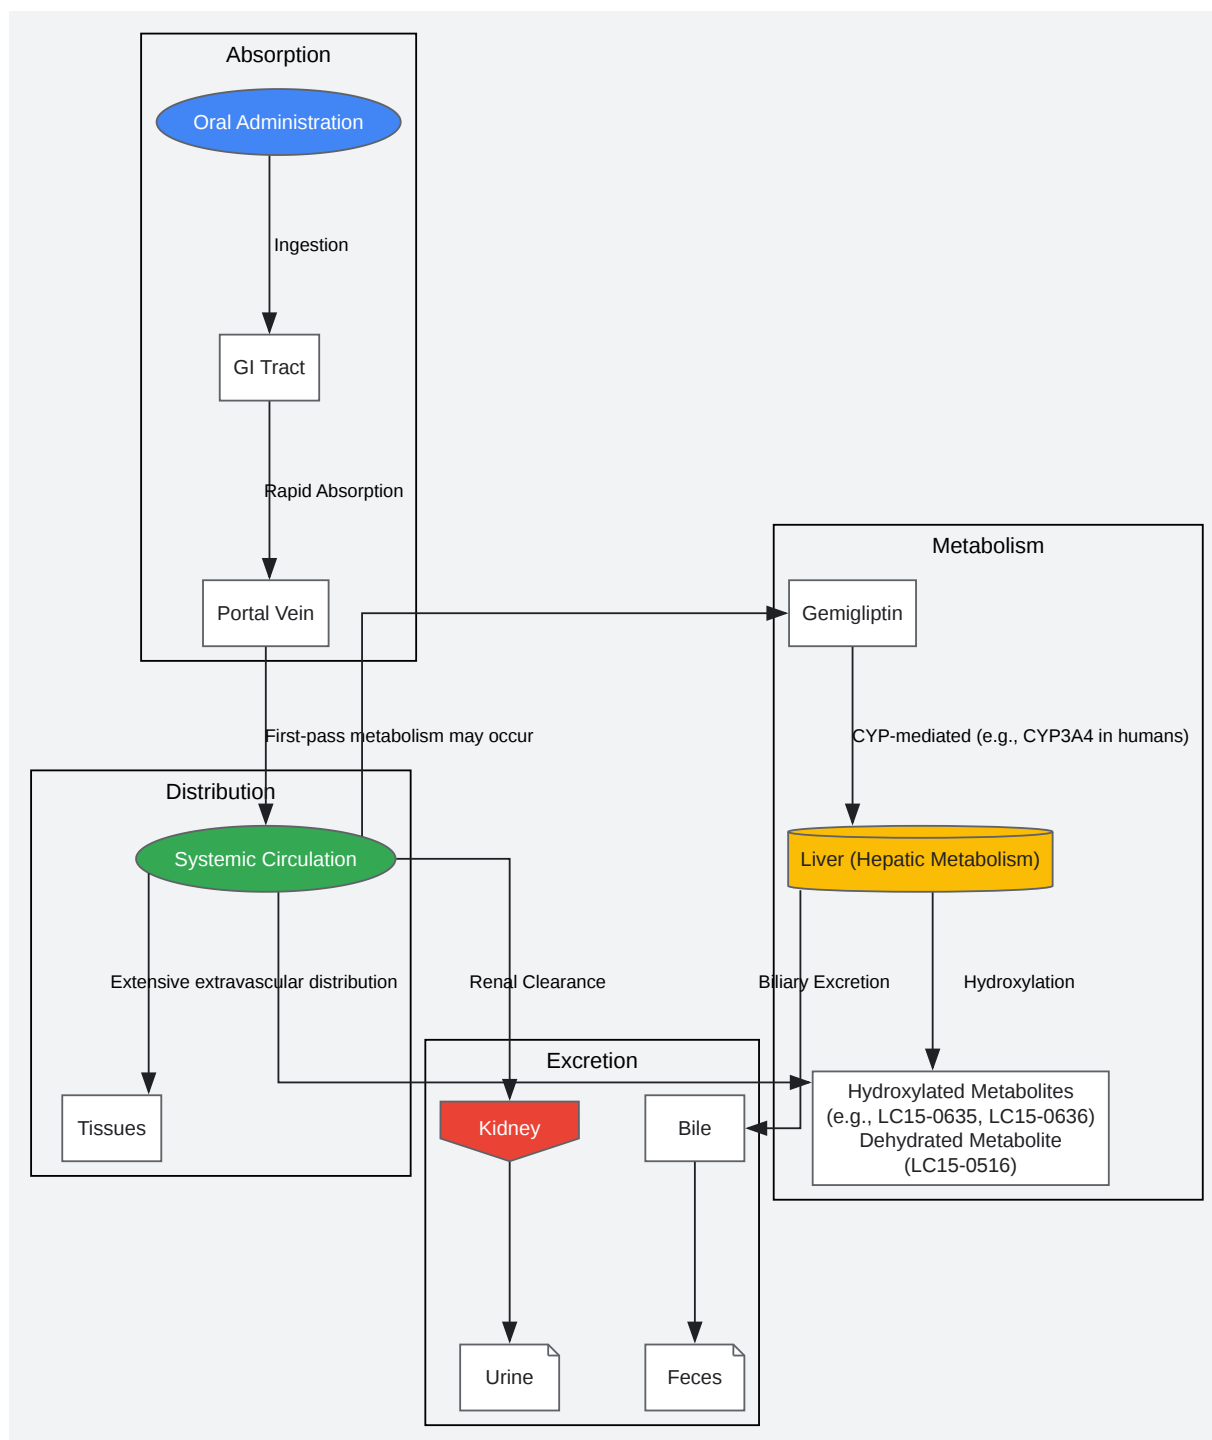 Absorption
Oral Administration
Ingestion
GI Tract
Rapid Absorption
Portal Vein
First-pass metabolism may occur
Metabolism
Gemigliptin
CYP-mediated (e.g., CYP3A4 in humans)
Distribution
Systemic Circulation
Liver (Hepatic Metabolism)
Extensive extravascular distribution
Renal Clearance
Biliary Excretion
Hydroxylation
Excretion
Tissues
Kidney
Bile
Hydroxylated Metabolites
(e.g., LC15-0635, LC15-0636)
Dehydrated Metabolite
(LC15-0516)
Urine
Feces